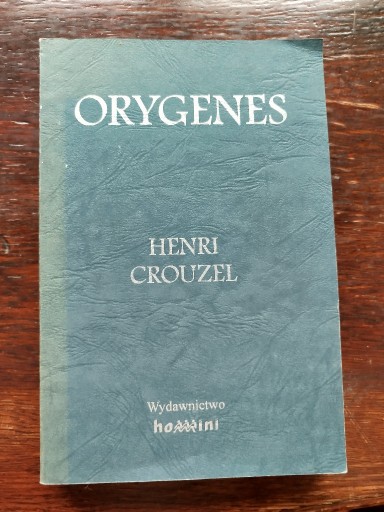 ORYGENES
HENRI
CROUZEL
Wydawnictwo
homini